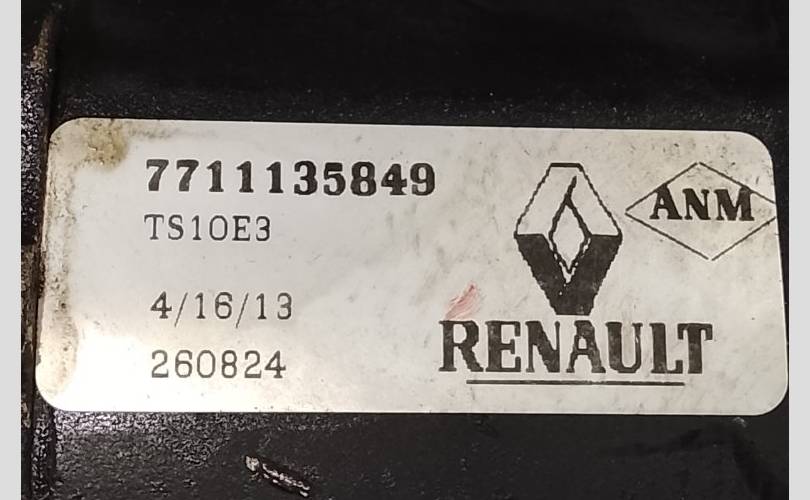 7711135849
TS10E3
4/16/13
260824
ANM
RENAULT